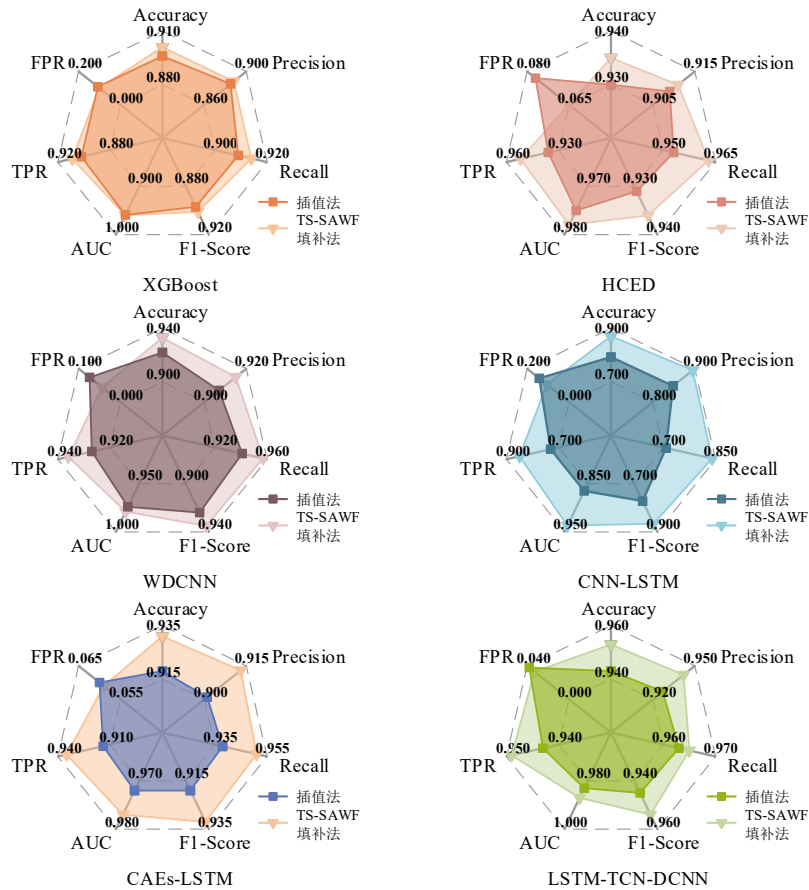 Accuracy
0.910
FPR 0.200
0.900 Precision
0.880
0.000
0.860
0.880
0.900
TPR 0.920
0.920 Recall
0.900
0.880
AUC 1.000
F1-Score 0.920
插值法
TS-SAWF
填补法
XGBoost
Accuracy
0.940
FPR 0.080
0.915 Precision
0.930
0.065
0.905
0.930
0.950
TPR 0.960
0.965 Recall
0.970
0.930
AUC 0.980
F1-Score 0.940
插值法
TS-SAWF
填补法
HCED
Accuracy
0.940
FPR 0.100
0.920 Precision
0.900
0.000
0.900
0.920
0.920
TPR 0.940
0.960 Recall
0.950
0.900
AUC 1.000
F1-Score 0.940
插值法
TS-SAWF
填补法
WDCNN
Accuracy
0.900
FPR 0.200
0.900 Precision
0.700
0.000
0.800
0.700
0.700
TPR 0.900
0.850 Recall
0.850
0.700
AUC 0.950
F1-Score 0.900
插值法
TS-SAWF
填补法
CNN-LSTM
Accuracy
0.935
FPR 0.065
0.915 Precision
0.915
0.055
0.900
0.910
0.935
TPR 0.940
0.955 Recall
0.970
0.915
AUC 0.980
F1-Score 0.935
插值法
TS-SAWF
填补法
CAEs-LSTM
Accuracy
0.960
FPR 0.040
0.950 Precision
0.940
0.000
0.920
0.940
0.960
TPR 0.950
0.970 Recall
0.980
0.940
AUC 1.000
F1-Score 0.960
插值法
TS-SAWF
填补法
LSTM-TCN-DCNN